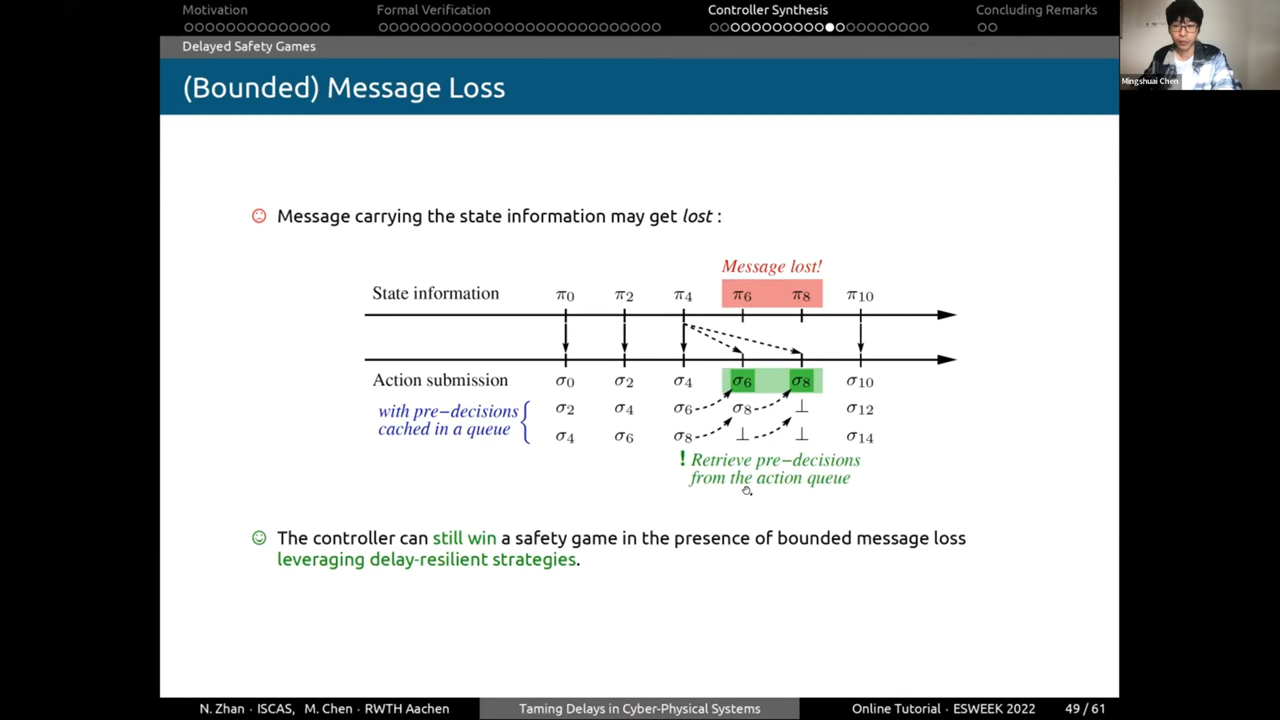 Motivation
Formal Verification
Controller Synthesis
Concluding Remarks
Delayed Safety Games
(Bounded) Message Loss
Mingshuai Chen
Message carrying the state information may get lost :
Message lost!
State information π0 π2 π4 π6 π8 π10
Action submission σ0 σ2 σ4 σ6 σ8 σ10
with pre−decisions { σ2 σ4 σ6 σ8 ⊥ σ12
cached in a queue σ4 σ6 σ8 ⊥ ⊥ σ14
! Retrieve pre−decisions
from the action queue
The controller can still win a safety game in the presence of bounded message loss
leveraging delay-resilient strategies.
N. Zhan · ISCAS, M. Chen · RWTH Aachen
Taming Delays in Cyber-Physical Systems
Online Tutorial · ESWEEK 2022
49 / 61